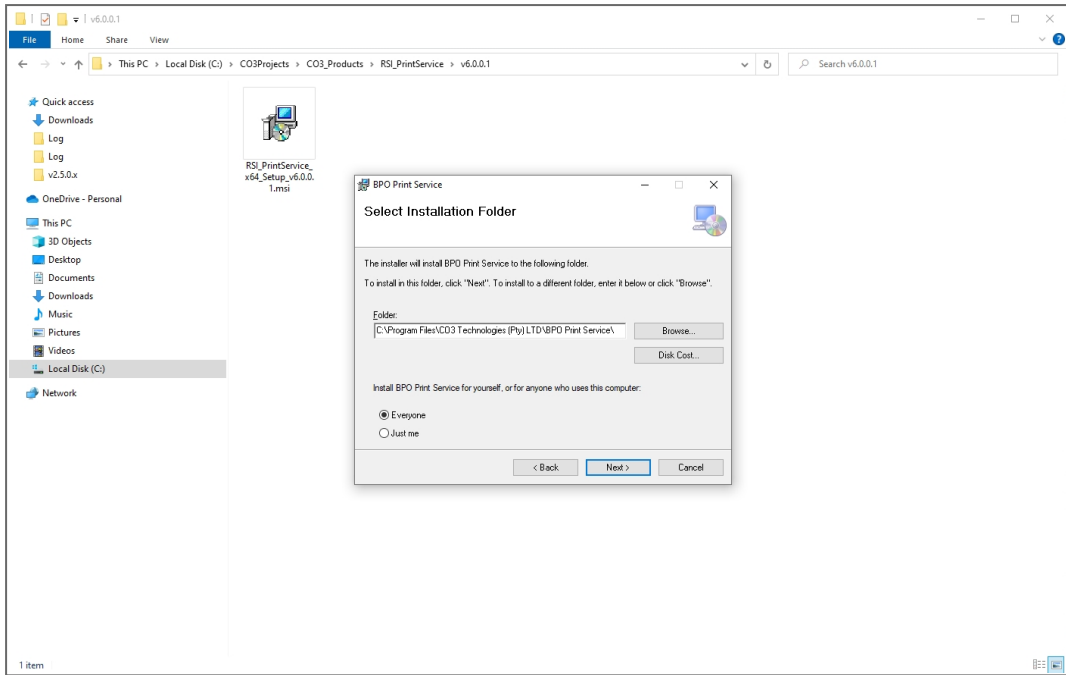 v6.0.0.1
File Home Share View
This PC > Local Disk (C:) > CO3Projects > CO3_Products > RSI_PrintService > v6.0.0.1
Search v6.0.0.1
Quick access
Downloads
Log
Log
v2.5.0.x
OneDrive - Personal
This PC
3D Objects
Desktop
Documents
Downloads
Music
Pictures
Videos
Local Disk (C:)
Network
RSI_PrintService_
x64_Setup_v6.0.0.
1.msi
BPO Print Service
Select Installation Folder
The installer will install BPO Print Service to the following folder.
To install in this folder, click "Next". To install to a different folder, enter it below or click "Browse".
Folder:
C:\Program Files\CO3 Technologies (Pty) LTD\BPO Print Service\
Browse...
Disk Cost...
Install BPO Print Service for yourself, or for anyone who uses this computer:
Everyone
Just me
< Back Next > Cancel
1 item